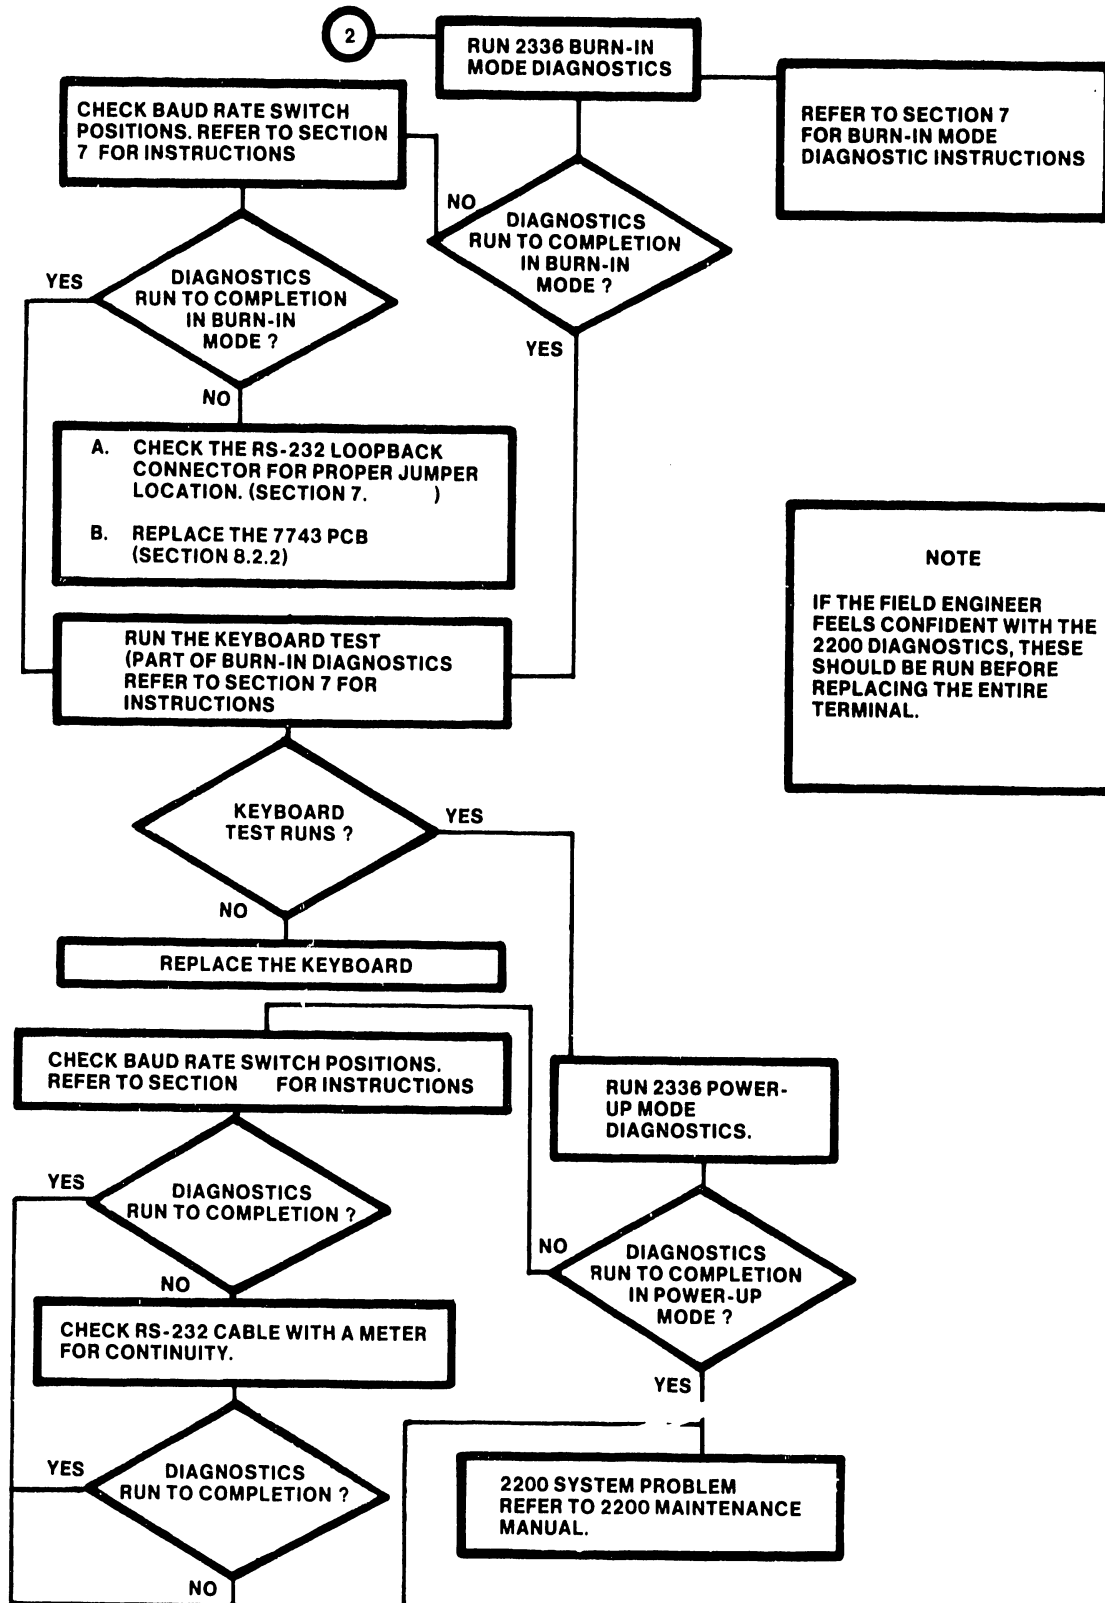 2
RUN 2336 BURN-IN
MODE DIAGNOSTICS
REFER TO SECTION 7
FOR BURN-IN MODE
DIAGNOSTIC INSTRUCTIONS
CHECK BAUD RATE SWITCH
POSITIONS. REFER TO SECTION
7 FOR INSTRUCTIONS
NO
DIAGNOSTICS
RUN TO COMPLETION
IN BURN-IN
MODE ?
YES
YES
DIAGNOSTICS
RUN TO COMPLETION
IN BURN-IN
MODE ?
NO
A. CHECK THE RS-232 LOOPBACK
CONNECTOR FOR PROPER JUMPER
LOCATION. (SECTION 7. )
B. REPLACE THE 7743 PCB
(SECTION 8.2.2)
NOTE
IF THE FIELD ENGINEER
FEELS CONFIDENT WITH THE
2200 DIAGNOSTICS, THESE
SHOULD BE RUN BEFORE
REPLACING THE ENTIRE
TERMINAL.
RUN THE KEYBOARD TEST
(PART OF BURN-IN DIAGNOSTICS
REFER TO SECTION 7 FOR
INSTRUCTIONS
KEYBOARD
TEST RUNS ?
YES
NO
REPLACE THE KEYBOARD
CHECK BAUD RATE SWITCH POSITIONS.
REFER TO SECTION FOR INSTRUCTIONS
RUN 2336 POWER-
UP MODE
DIAGNOSTICS.
YES
DIAGNOSTICS
RUN TO COMPLETION ?
NO
NO
DIAGNOSTICS
RUN TO COMPLETION
IN POWER-UP
MODE ?
YES
CHECK RS-232 CABLE WITH A METER
FOR CONTINUITY.
YES
DIAGNOSTICS
RUN TO COMPLETION ?
NO
2200 SYSTEM PROBLEM
REFER TO 2200 MAINTENANCE
MANUAL.